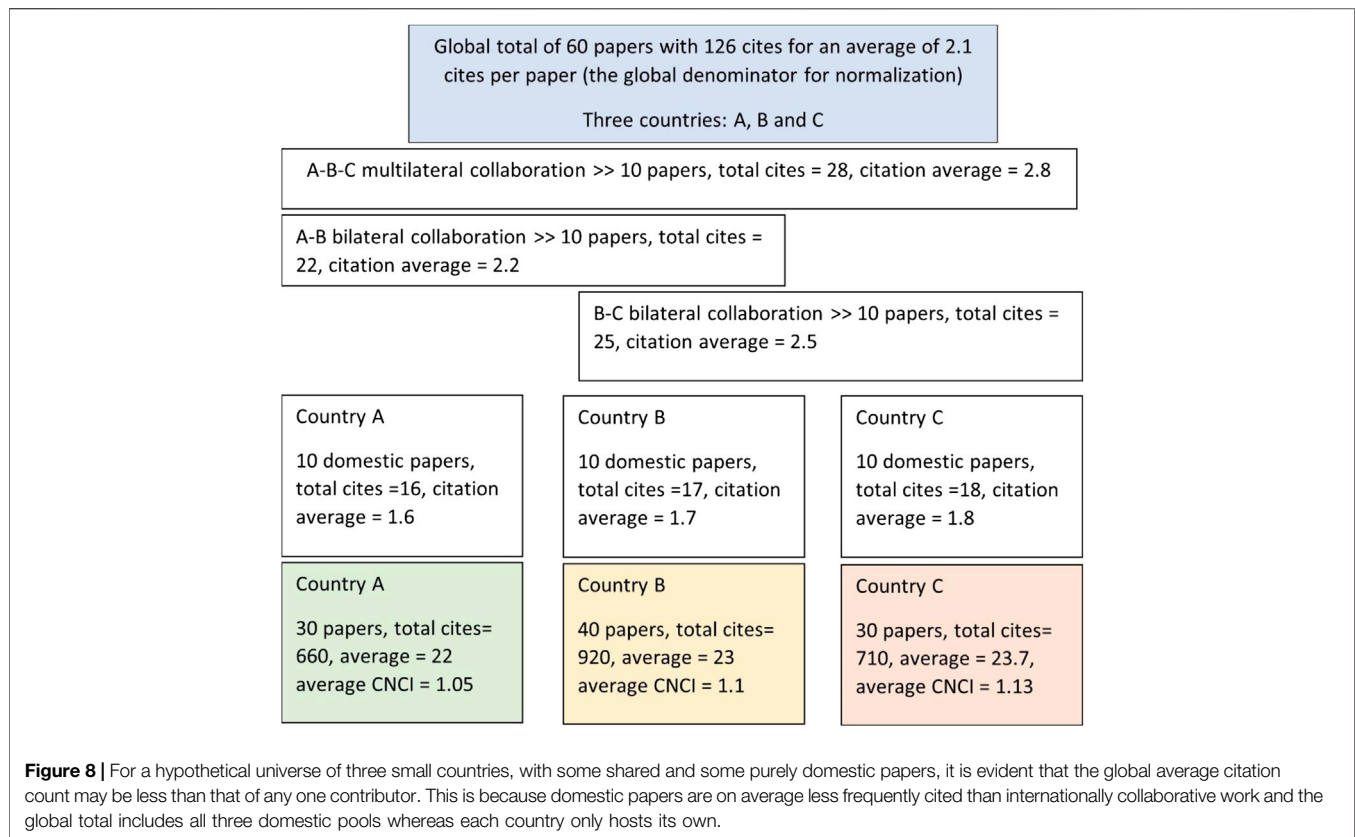 Global total of 60 papers with 126 cites for an average of 2.1
cites per paper (the global denominator for normalization)
Three countries: A, B and C
A-B-C multilateral collaboration >> 10 papers, total cites = 28, citation average = 2.8
A-B bilateral collaboration >> 10 papers, total cites =
22, citation average = 2.2
B-C bilateral collaboration >> 10 papers, total cites =
25, citation average = 2.5
Country A
10 domestic papers,
total cites =16, citation
average = 1.6
Country B
10 domestic papers,
total cites =17, citation
average = 1.7
Country C
10 domestic papers,
total cites =18, citation
average = 1.8
Country A
30 papers, total cites=
660, average = 22
average CNCI = 1.05
Country B
40 papers, total cites=
920, average = 23
average CNCI = 1.1
Country C
30 papers, total cites=
710, average = 23.7,
average CNCI = 1.13
Figure 8 | For a hypothetical universe of three small countries, with some shared and some purely domestic papers, it is evident that the global average citation
count may be less than that of any one contributor. This is because domestic papers are on average less frequently cited than internationally collaborative work and the
global total includes all three domestic pools whereas each country only hosts its own.